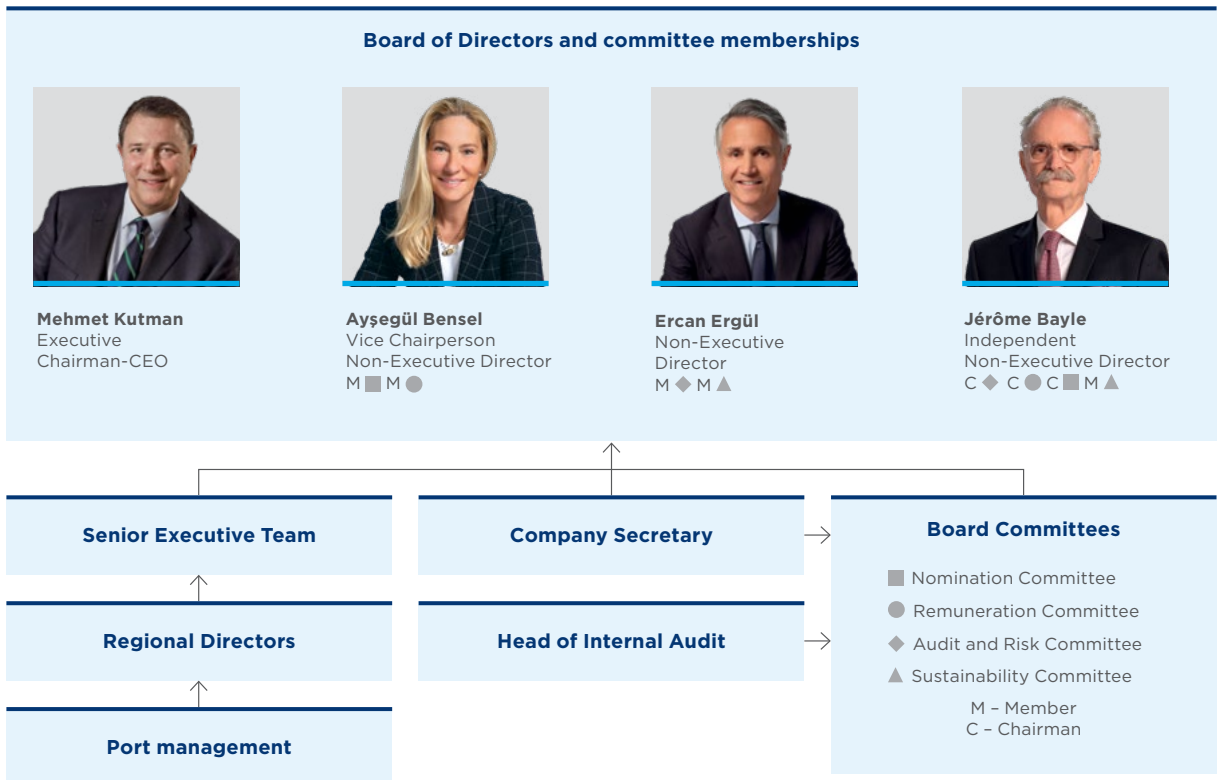 Board of Directors and committee memberships
Mehmet Kutman
Executive
Chairman-CEO
Ayşegül Bensel
Vice Chairperson
Non-Executive Director
M ■ M ●
Ercan Ergül
Non-Executive
Director
M ◆ M ▲
Jérôme Bayle
Independent
Non-Executive Director
C ◆ C ● C ■ M ▲
Senior Executive Team
Company Secretary
Board Committees
■ Nomination Committee
● Remuneration Committee
◆ Audit and Risk Committee
▲ Sustainability Committee
M – Member
C – Chairman
Regional Directors
Head of Internal Audit
Port management